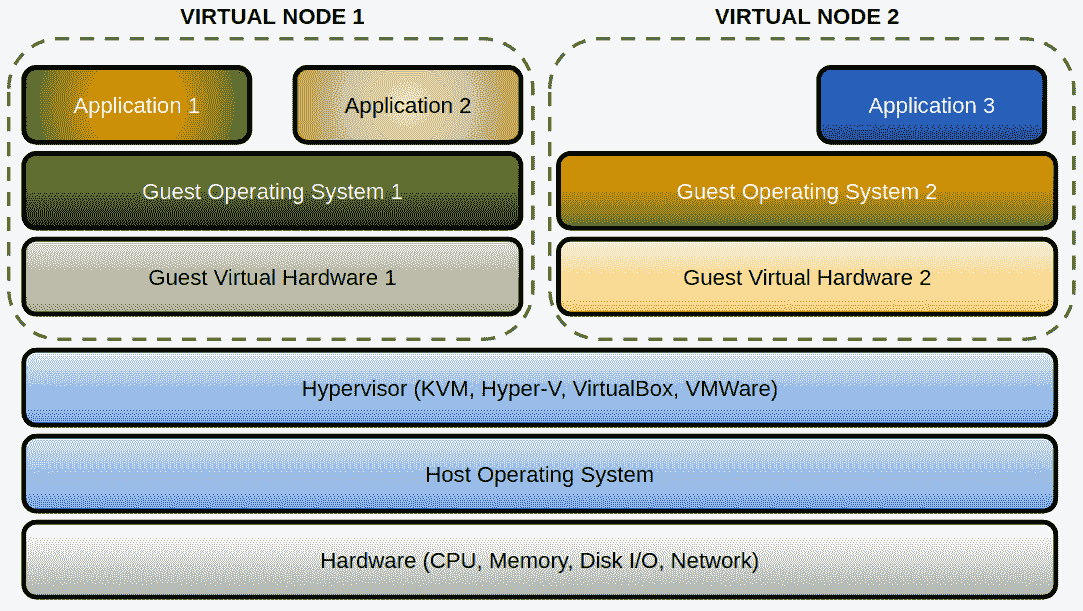 VIRTUAL NODE 1
VIRTUAL NODE 2
Application 1
Application 2
Application 3
Guest Operating System 1
Guest Operating System 2
Guest Virtual Hardware 1
Guest Virtual Hardware 2
Hypervisor (KVM, Hyper-V, VirtualBox, VMWare)
Host Operating System
Hardware (CPU, Memory, Disk I/O, Network)